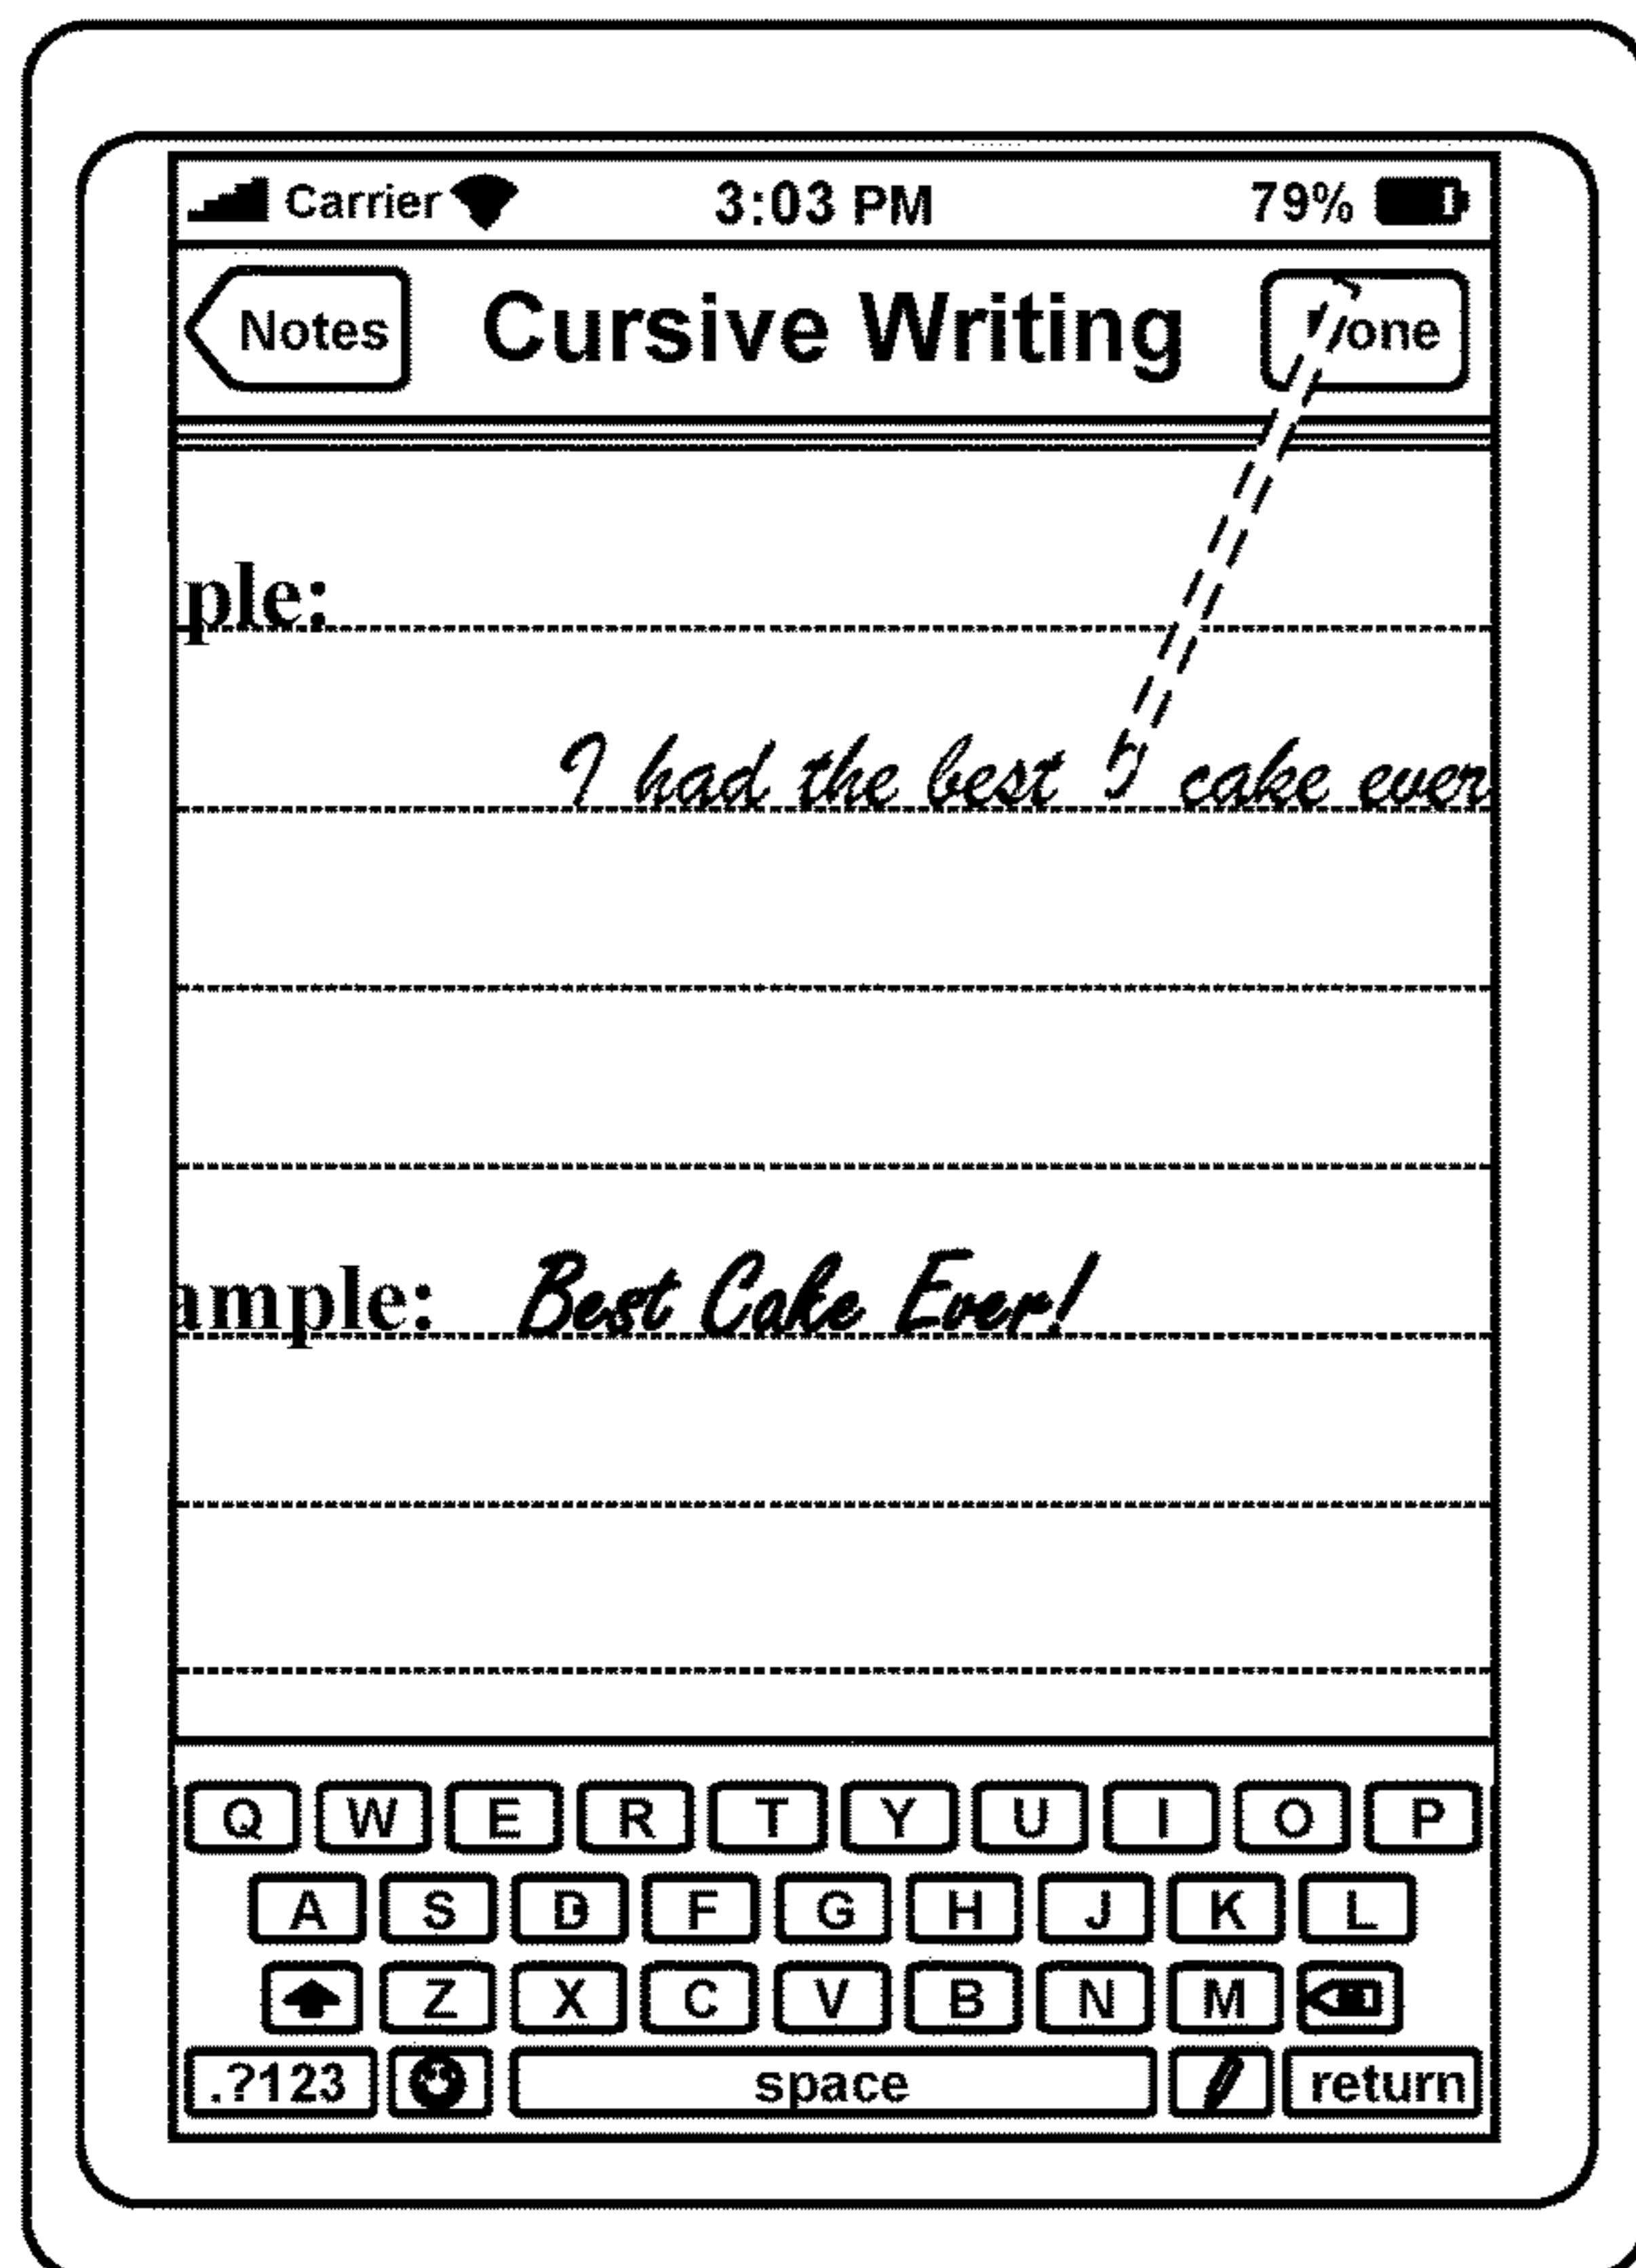 Carrier 3:03 PM 79%
Notes Cursive Writing one
ple:
I had the best cake ever
ample: Best Cake Ever!
Q W E R T Y U I O P
A S D F G H J K L
Z X C V B N M
.?123 space return